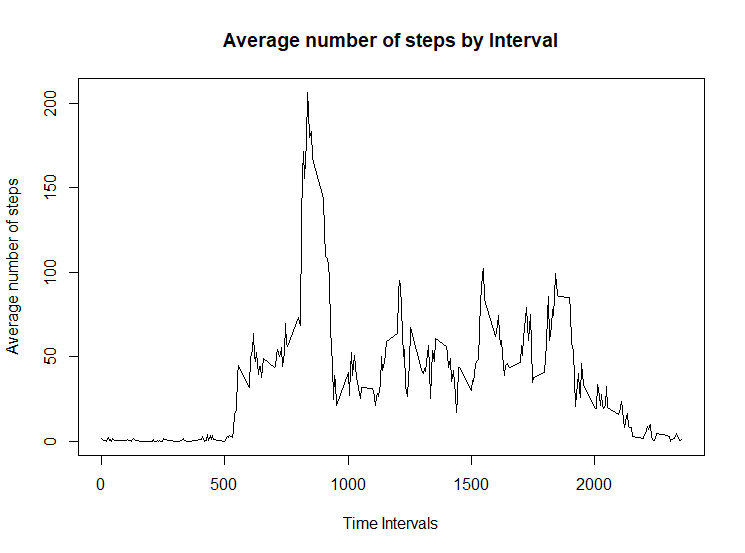 Average number of steps by Interval
Average number of steps
200
150
100
50
0
0 500 1000 1500 2000
Time Intervals